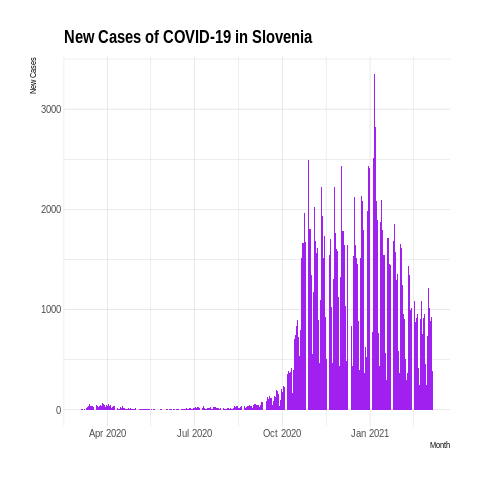 New Cases of COVID-19 in Slovenia
New Cases
3000
2000
1000
0
Apr 2020
Jul 2020
Oct 2020
Jan 2021
Month